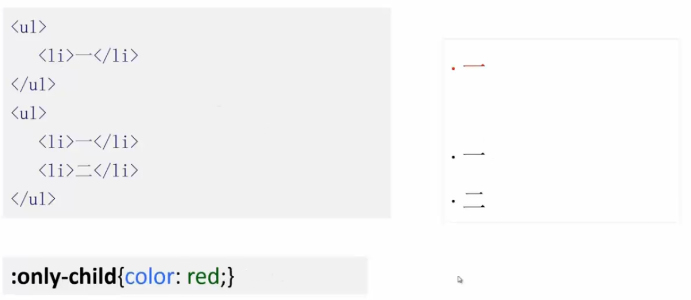 <ul>
<li>一</li>
</ul>
<ul>
<li>一</li>
<li>二</li>
</ul>
· 一
· 一
· 二
:only-child{color: red;}